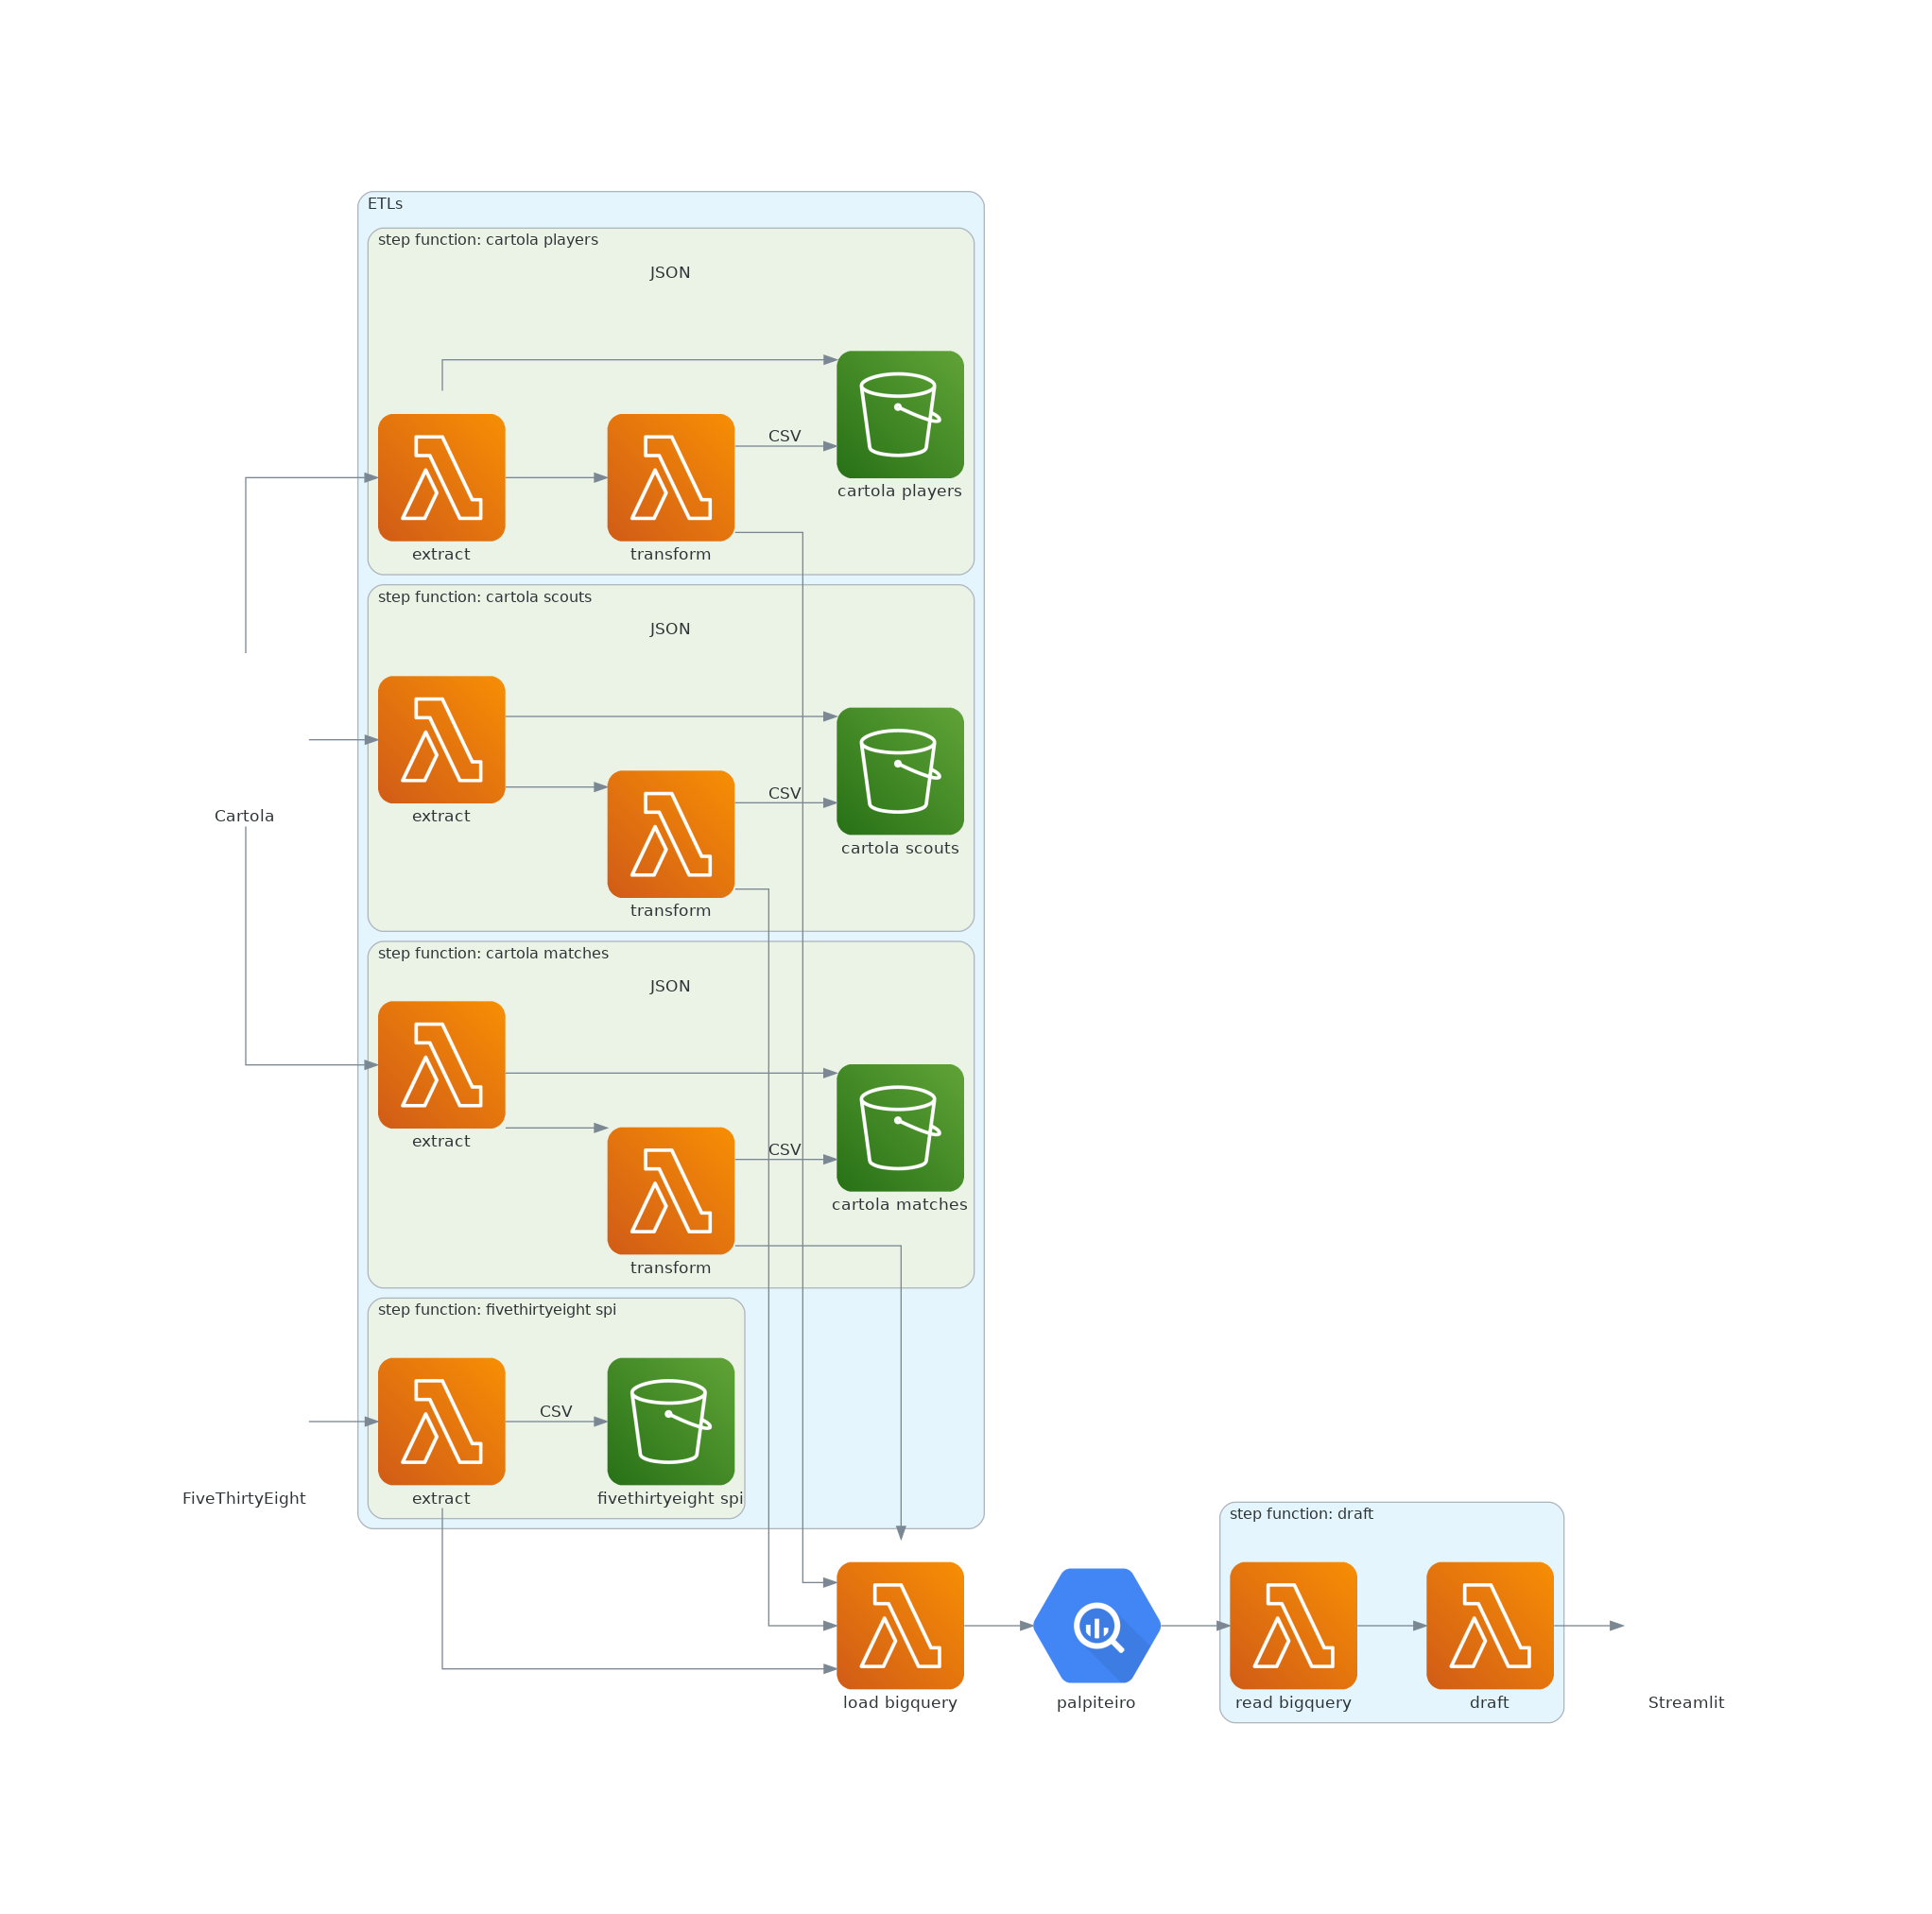 ETLs
step function: cartola players
JSON
CSV
cartola players
extract
transform
step function: cartola scouts
JSON
CSV
Cartola
extract
cartola scouts
transform
step function: cartola matches
JSON
extract
CSV
cartola matches
transform
step function: fivethirtyeight spi
CSV
FiveThirtyEight
extract
fivethirtyeight spi
step function: draft
load bigquery
palpiteiro
read bigquery
draft
Streamlit